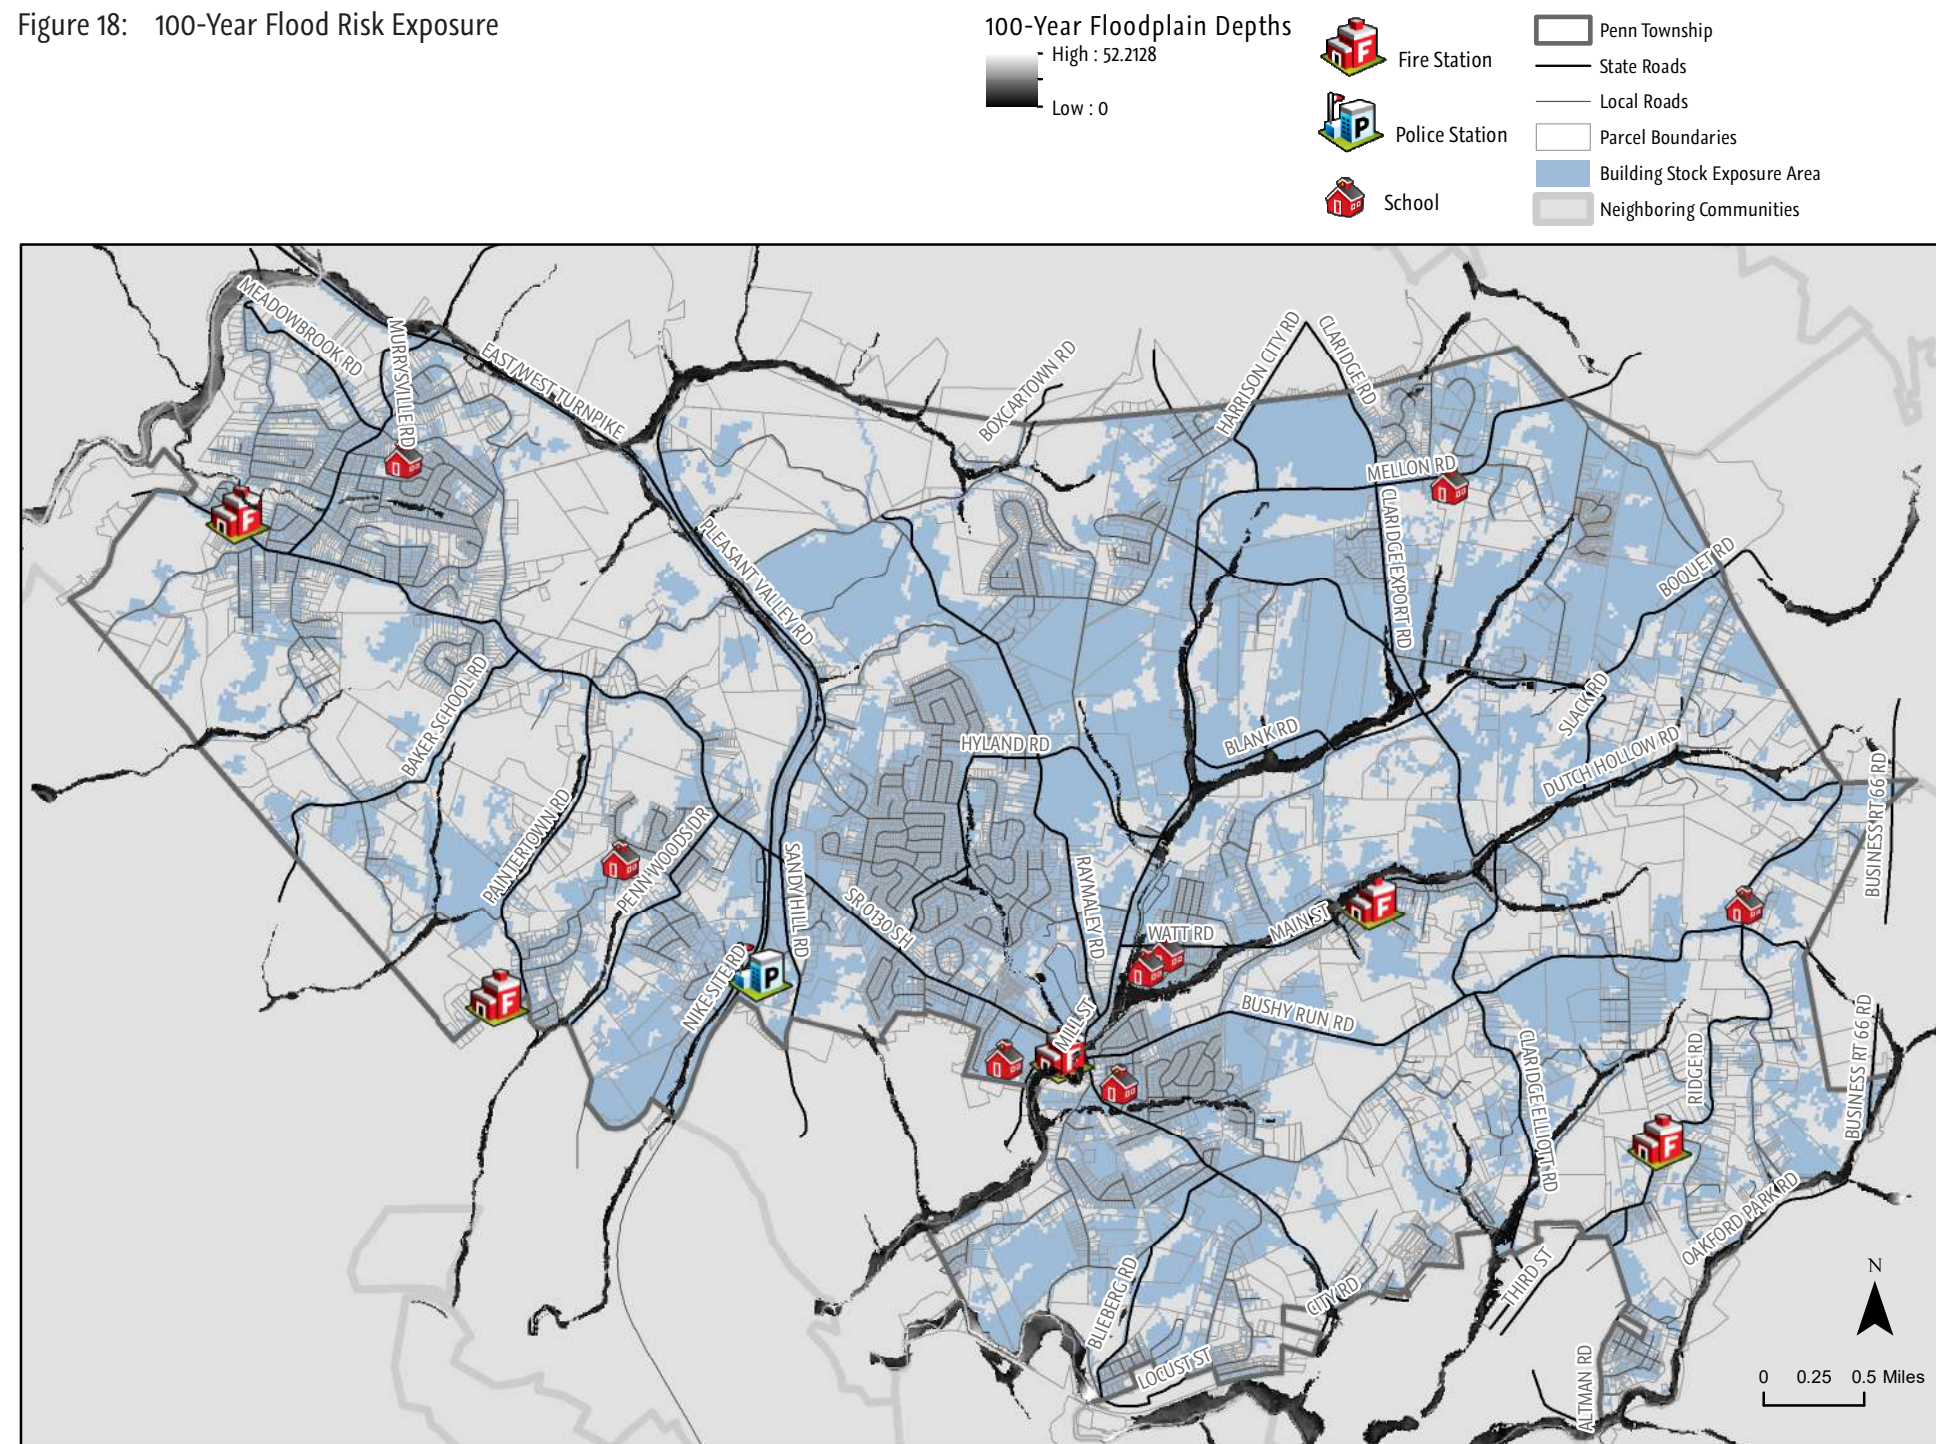 Figure 18: 100-Year Flood Risk Exposure
100-Year Floodplain Depths
High : 52.2128
Low : 0
Fire Station
Police Station
School
Penn Township
State Roads
Local Roads
Parcel Boundaries
Building Stock Exposure Area
Neighboring Communities
MEADOWBROOK RD
MURRYSVILLE RD
EAST/WEST TURNPIKE
BOXCARTOWN RD
HARRISON CITY RD
CLARIDGE RD
MELLON RD
CLARIDGE EXPORT RD
PLEASANT VALLEY RD
BOQUET RD
BAKER SCHOOL RD
SLACK RD
HYLAND RD
BLANK RD
DUTCH HOLLOW RD
BUSINESS RT 66 RD
PAINTERTOWN RD
PENN WOODS DR
SANDY HILL RD
SR 0130 SH
RAYMALEY RD
WATT RD
MAIN ST
NIKE SITE RD
MILL ST
BUSHY RUN RD
CLARIDGE ELLIOTT RD
RIDGE RD
BUSINESS RT 66 RD
OAKFORD PARK RD
THIRD ST
CITY RD
BLIEBERG RD
LOCUST ST
ALTMAN RD
F
F
F
F
F
P
F
P
F
N
0 0.25 0.5 Miles